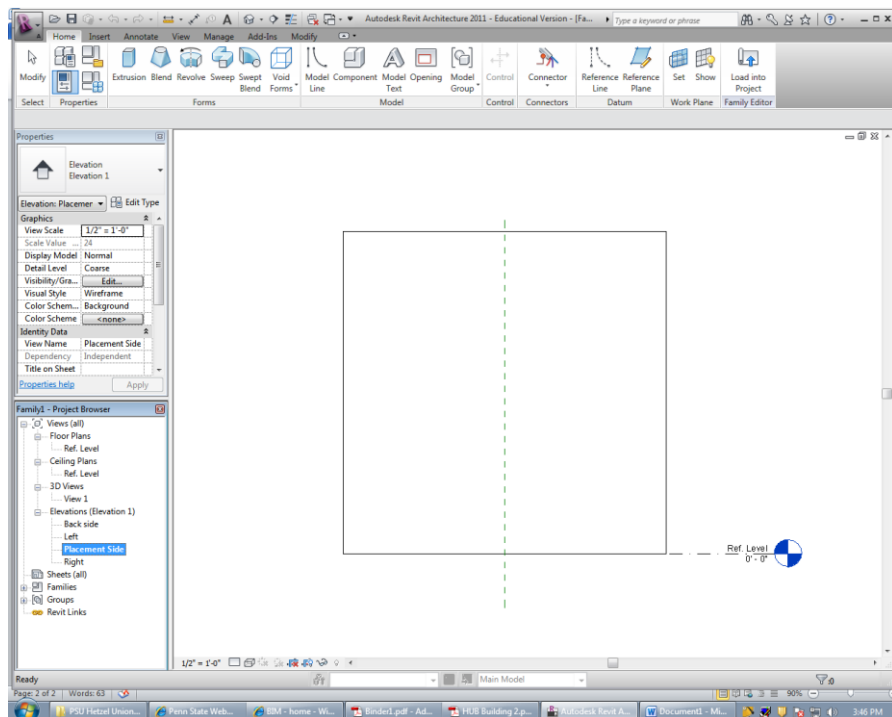 Autodesk Revit Architecture 2011 - Educational Version - [Fa... Type a keyword or phrase
Home Insert Annotate View Manage Add-Ins Modify
Modify Extrusion Blend Revolve Sweep Swept Blend Void Forms Model Line Component Model Text Opening Model Group Control Connector Reference Line Reference Plane Set Show Load into Project
Select Properties Forms Model Control Connectors Datum Work Plane Family Editor
Properties
Elevation
Elevation 1
Elevation: Placemer Edit Type
Graphics
View Scale 1/2" = 1'-0"
Scale Value ... 24
Display Model Normal
Detail Level Coarse
Visibility/Gra... Edit...
Visual Style Wireframe
Color Schem... Background
Color Scheme <none>
Identity Data
View Name Placement Side
Dependency Independent
Title on Sheet
Properties help Apply
Family1 - Project Browser
Views (all)
Floor Plans
Ref. Level
Ceiling Plans
Ref. Level
3D Views
View 1
Elevations (Elevation 1)
Back side
Left
Placement Side
Right
Sheets (all)
Families
Groups
Revit Links
Ref. Level
0' - 0"
1/2" = 1'-0"
Ready Main Model :0
Page: 2 of 2 Words: 63 90%
PSU Hetzel Union... Penn State Web... BIM - home - Wi... Binder1.pdf - Ad... HUB Building 2.p... Autodesk Revit A... Document1 - Mi... 3:46 PM